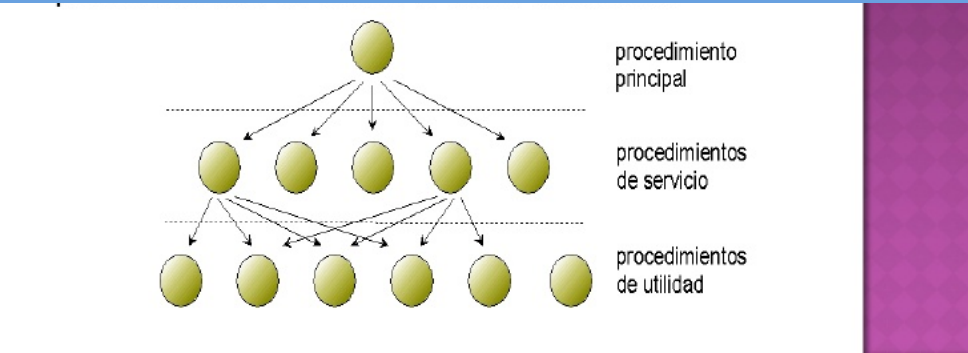 procedimiento
principal
procedimientos
de servicio
procedimientos
de utilidad